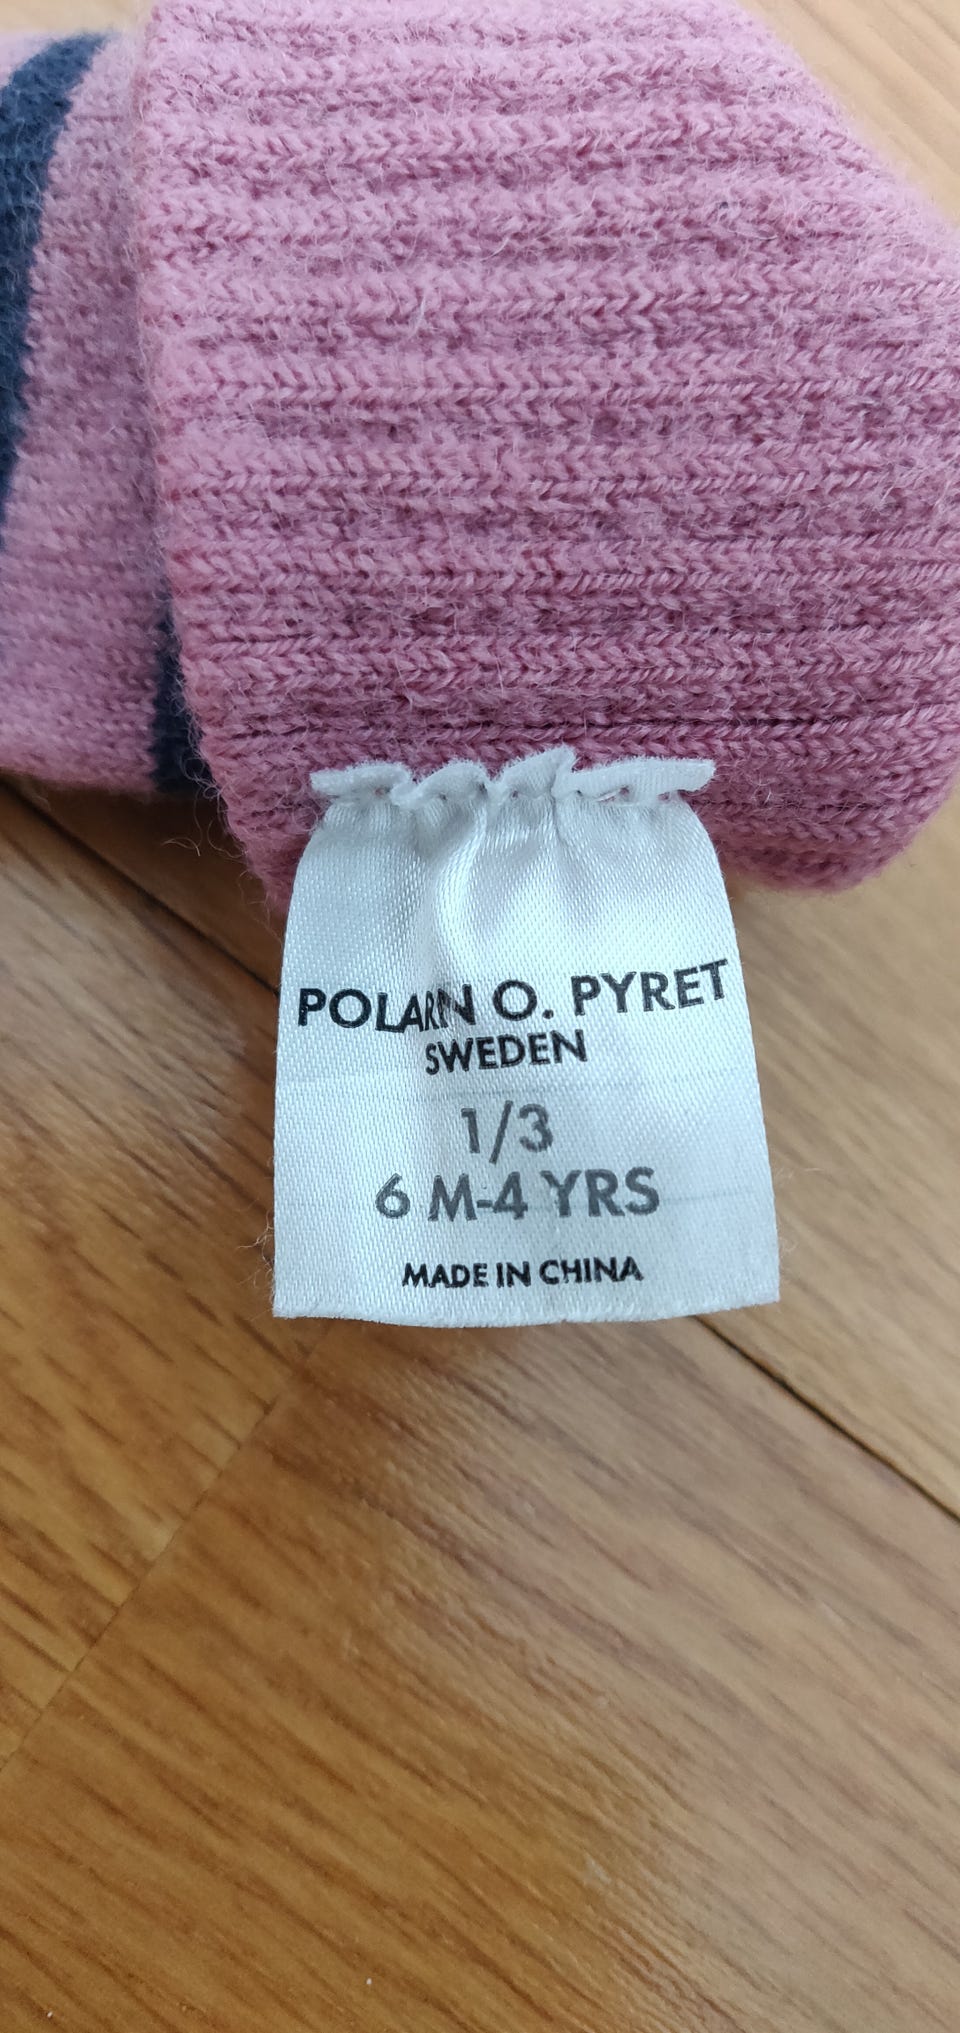 POLARN O. PYRET
SWEDEN
1/3
6 M-4 YRS
MADE IN CHINA